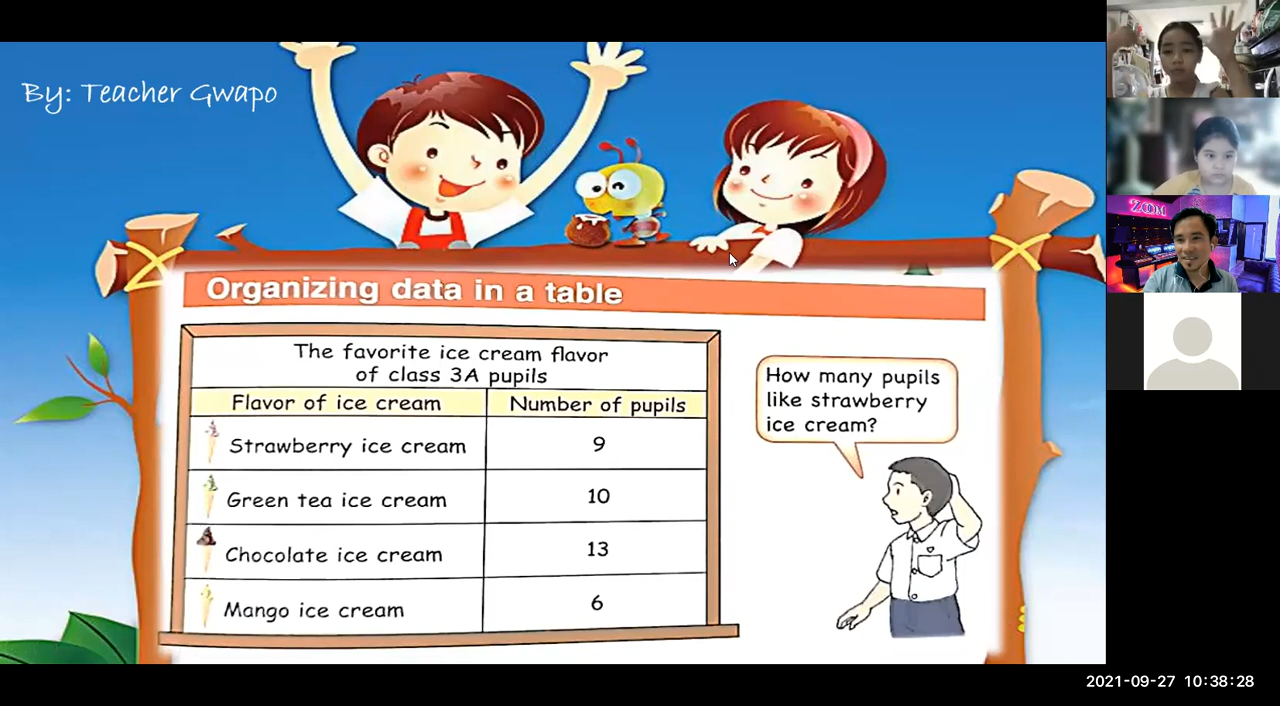 By: Teacher Gwapo
ZOOM
Organizing data in a table
The favorite ice cream flavor
of class 3A pupils
Flavor of ice cream Number of pupils
Strawberry ice cream 9
Green tea ice cream 10
Chocolate ice cream 13
Mango ice cream 6
How many pupils
like strawberry
ice cream?
2021-09-27 10:38:28